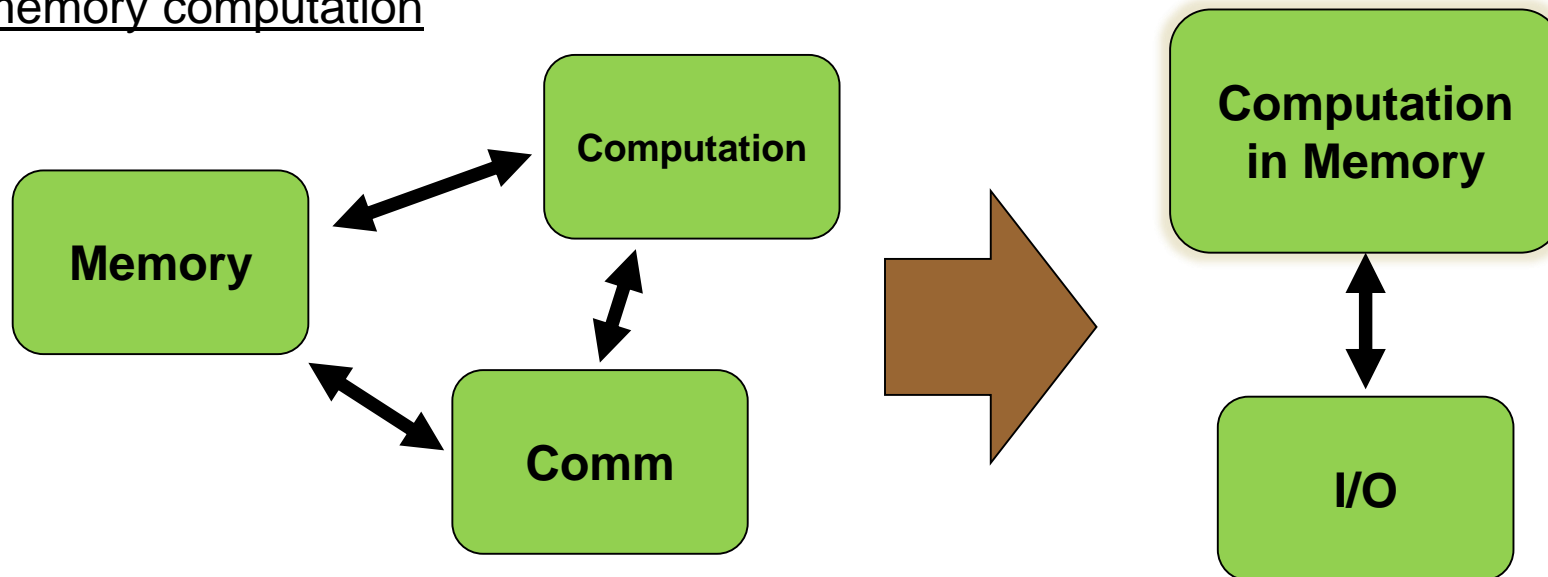 memory computation
Computation
Memory
Comm
Computation
in Memory
I/O